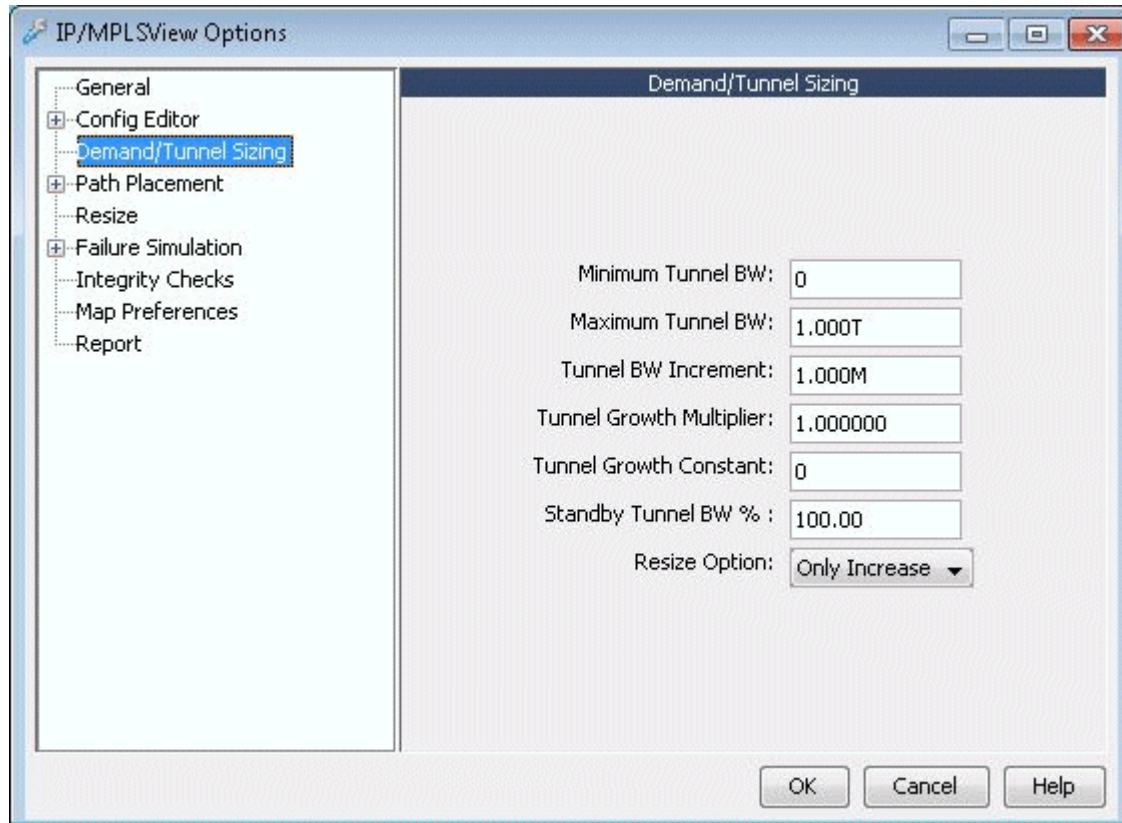 IP/MPLSView Options
General
Config Editor
Demand/Tunnel Sizing
Path Placement
Resize
Failure Simulation
Integrity Checks
Map Preferences
Report
Demand/Tunnel Sizing
Minimum Tunnel BW: 0
Maximum Tunnel BW: 1.000T
Tunnel BW Increment: 1.000M
Tunnel Growth Multiplier: 1.000000
Tunnel Growth Constant: 0
Standby Tunnel BW % : 100.00
Resize Option: Only Increase
OK Cancel Help